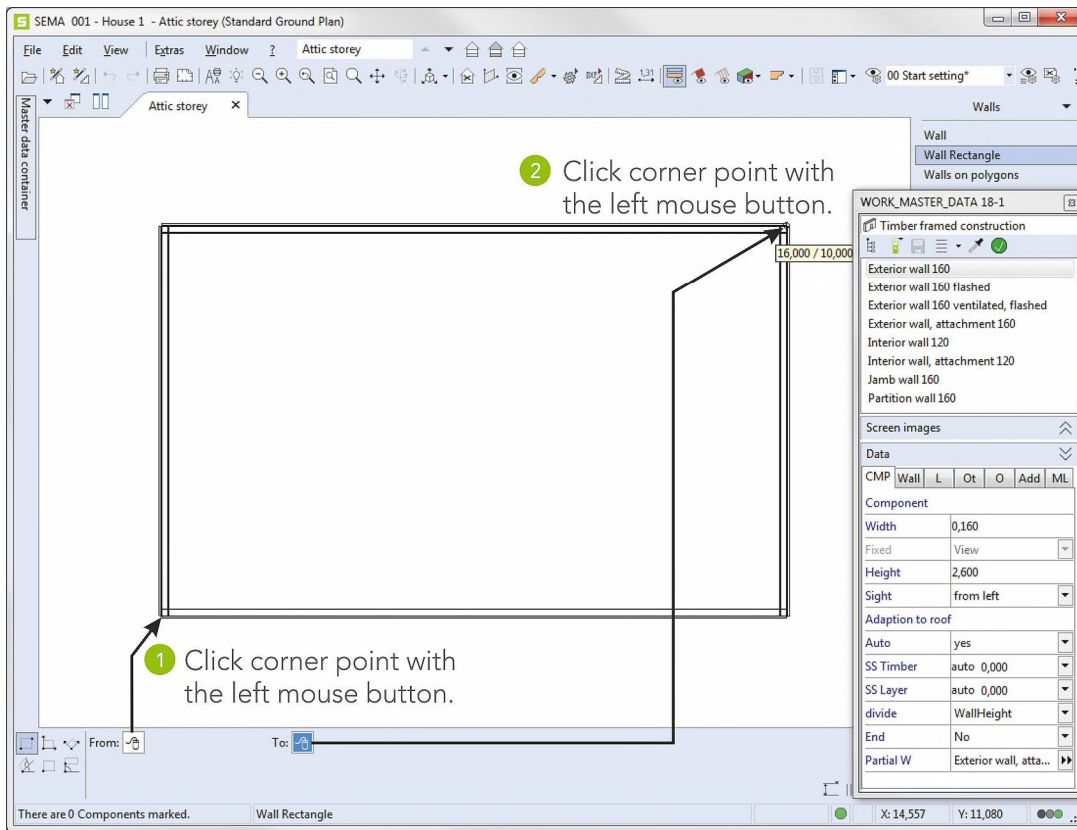 SEMA 001 - House 1 - Attic storey (Standard Ground Plan)
File Edit View Extras Window ? Attic storey
1,31 00 Start setting*
Master data container
Attic storey
Walls
Wall
Wall Rectangle
Walls on polygons
2 Click corner point with
the left mouse button.
16,000 / 10,000
WORK_MASTER_DATA 18-1
Timber framed construction
Exterior wall 160
Exterior wall 160 flashed
Exterior wall 160 ventilated, flashed
Exterior wall, attachment 160
Interior wall 120
Interior wall, attachment 120
Jamb wall 160
Partition wall 160
Screen images
Data
CMP Wall L Ot O Add ML
Component
Width 0,160
Fixed View
Height 2,600
Sight from left
Adaption to roof
Auto yes
SS Timber auto 0,000
SS Layer auto 0,000
divide WallHeight
End No
Partial W Exterior wall, atta...
1 Click corner point with
the left mouse button.
From: To:
There are 0 Components marked. Wall Rectangle X: 14,557 Y: 11,080